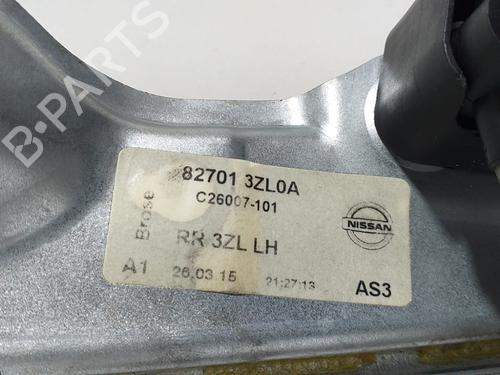 B-PARTS
82701 3ZL0A
C26007-101
Brose
NISSAN
RR 3ZL LH
A1 26.03.15 21:27:13 AS3